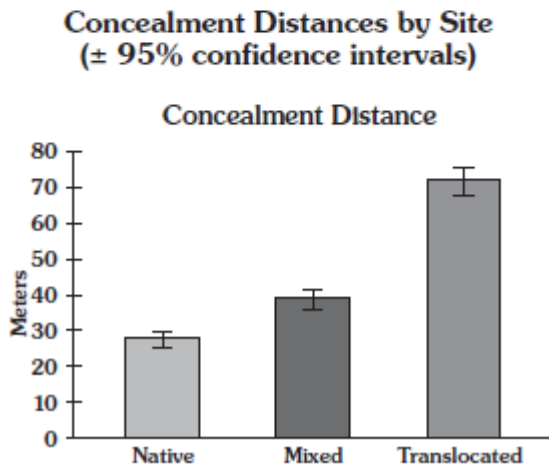 Concealment Distances by Site
(± 95% confidence intervals)
Concealment Distance
80
70
60
50
40
30
20
10
0
Meters
Native
Mixed
Translocated